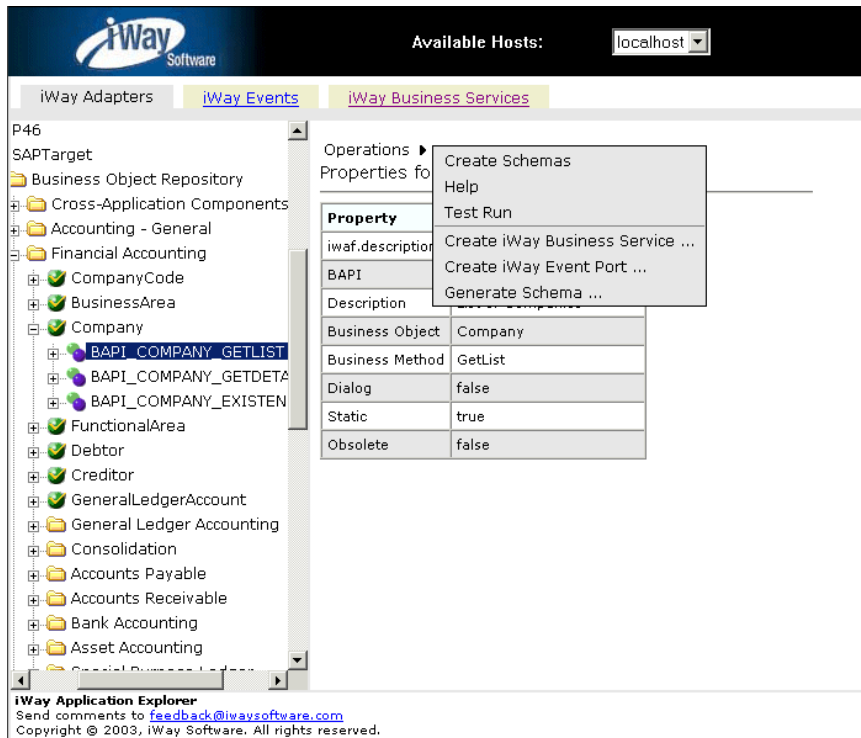 iWay
Software
Available Hosts:
localhost
iWay Adapters
iWay Events
iWay Business Services
P46
SAPTarget
Business Object Repository
Cross-Application Components
Accounting - General
Financial Accounting
CompanyCode
BusinessArea
Company
BAPI_COMPANY_GETLIST
BAPI_COMPANY_GETDETA
BAPI_COMPANY_EXISTEN
FunctionalArea
Debtor
Creditor
GeneralLedgerAccount
General Ledger Accounting
Consolidation
Accounts Payable
Accounts Receivable
Bank Accounting
Asset Accounting
Operations
Properties fo
Create Schemas
Help
Test Run
Create iWay Business Service ...
Create iWay Event Port ...
Generate Schema ...
Property
iwaf.description
BAPI
Description
Business Object Company
Business Method GetList
Dialog false
Static true
Obsolete false
iWay Application Explorer
Send comments to feedback@iwaysoftware.com
Copyright © 2003, iWay Software. All rights reserved.